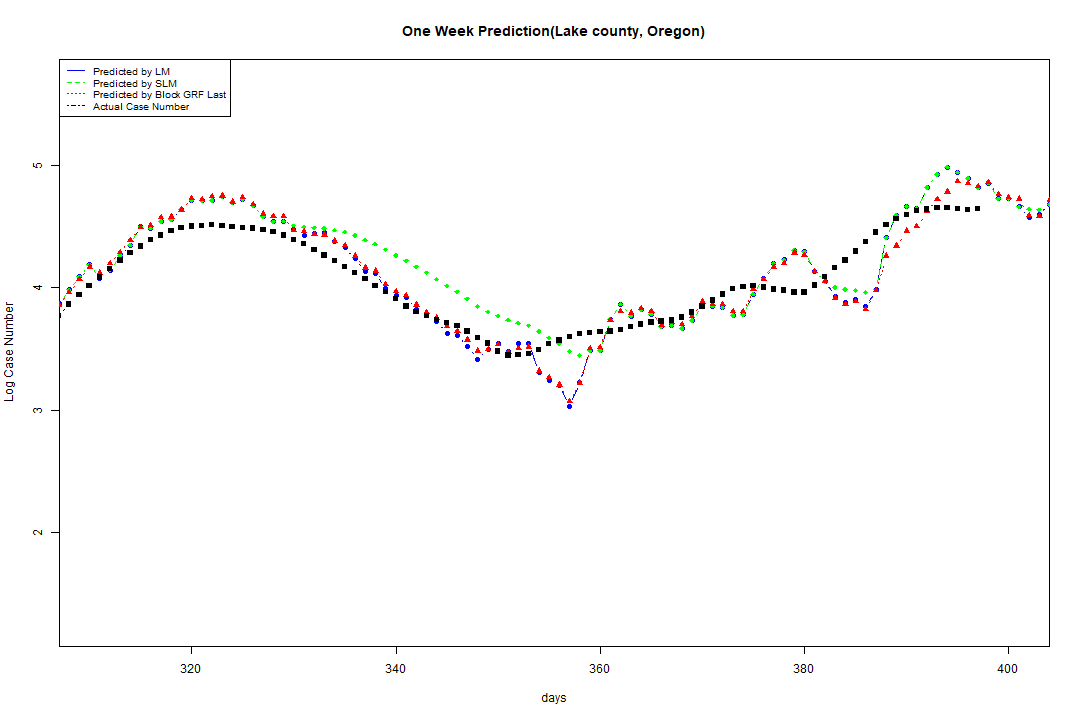 One Week Prediction(Lake county, Oregon)
Predicted by LM
Predicted by SLM
Predicted by Block GRF Last
Actual Case Number
5
4
3
2
Log Case Number
320 340 360 380 400
days